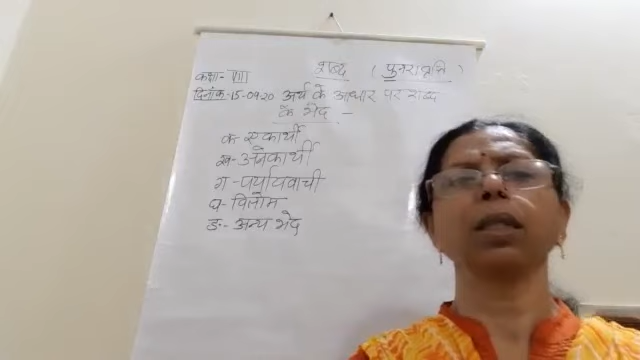 शब्द ( पुनरावृत्ति )
कक्षा- VIII
दिनांक-15-09-20 अर्थ के आधार पर शब्द
के भेद -
क- एकार्थी
ख- अनेकार्थी
ग - पर्यायवाची
घ- विलोम
ङ- अन्य भेद